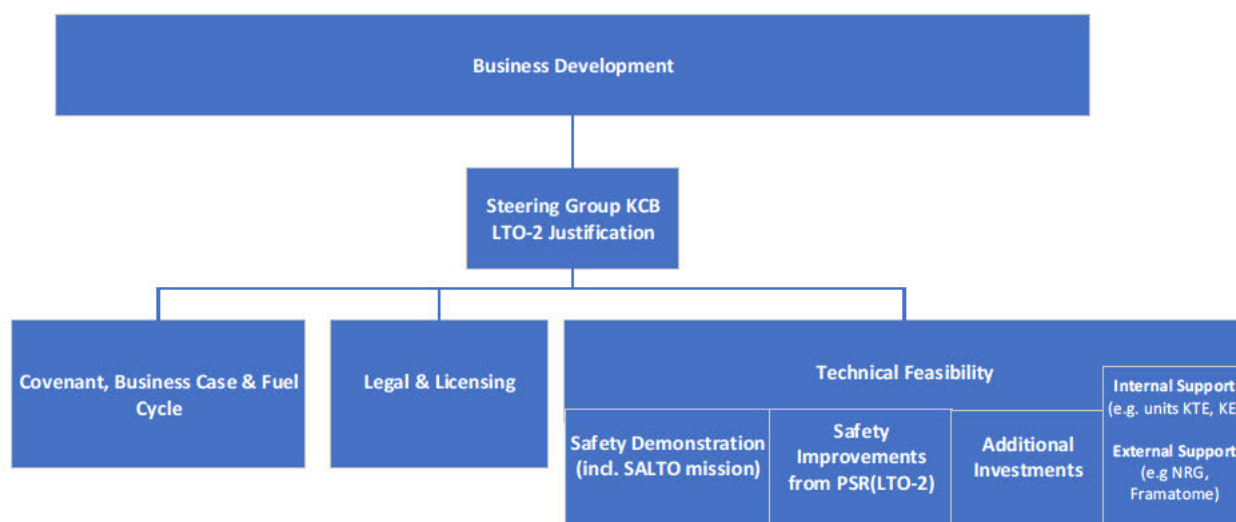 Business Development
Steering Group KCB
LTO-2 Justification
Covenant, Business Case & Fuel
Cycle
Legal & Licensing
Technical Feasibility
Safety Demonstration
(incl. SALTO mission)
Safety
Improvements
from PSR(LTO-2)
Additional
Investments
Internal Support
(e.g. units KTE, KE
External Support
(e.g NRG,
Framatome)